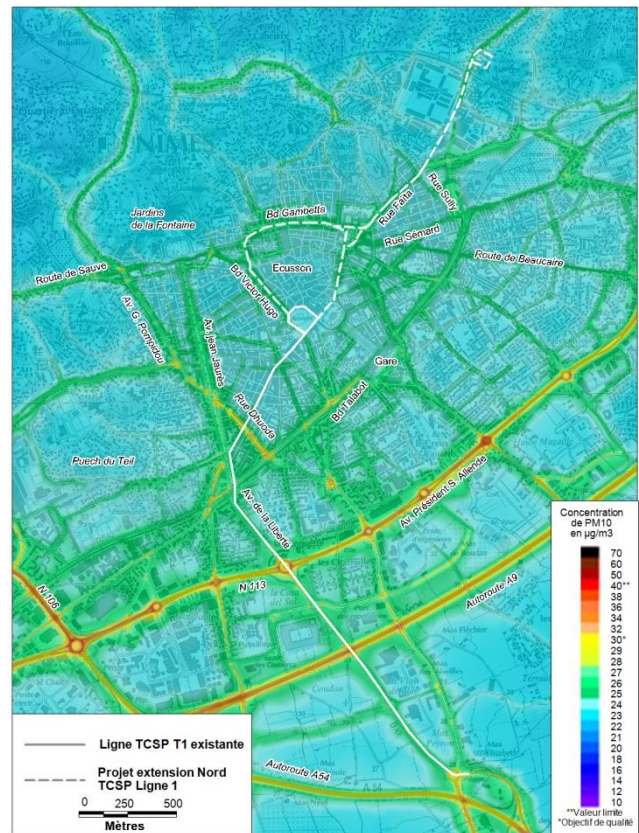 NIMES
Jardins
de la Fontaine
Bd Gambetta
Rue Faita
Rue Sully
Rue Sémard
Route de Sauve
Ecusson
Route de Beaucaire
Bd Victor Hugo
Av. G. Pompidou
Av. Jean Jaurès
Gare
Rue Dhuoda
Bd Talabot
Puech du Teil
Av. de la Liberté
Av. Président S. Allende
N 106
N 113
Autoroute A9
Autoroute A54
Concentration
de PM10
en µg/m3
70
60
50
40**
38
36
34
32
30*
28
27
26
25
24
23
22
21
20
18
16
14
12
10
**Valeur limite
*Objectif de qualité
Ligne TCSP T1 existante
Projet extension Nord
TCSP Ligne 1
0 250 500
Mètres